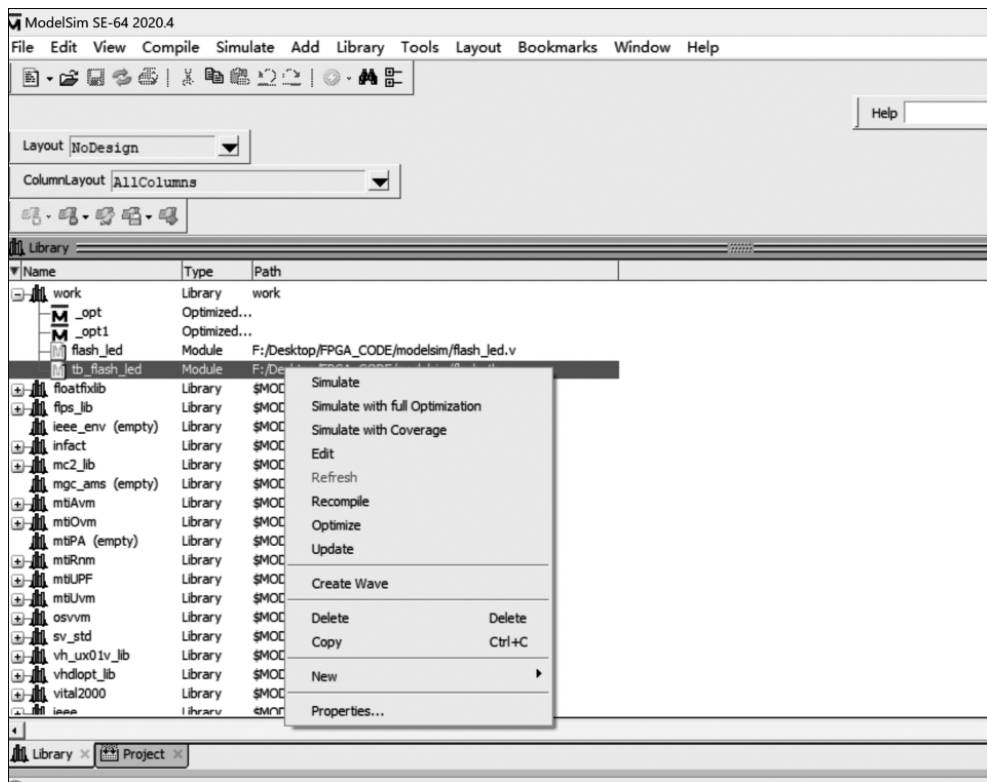 ModelSim SE-64 2020.4
File Edit View Compile Simulate Add Library Tools Layout Bookmarks Window Help
Help
Layout NoDesign
ColumnLayout AllColumns
Library
Name Type Path
work Library work
_opt Optimized...
_opt1 Optimized...
flash_led Module F:/Desktop/FPGA_CODE/modelsim/flash_led.v
tb_flash_led Module
floatfixlib Library $MOD
flps_lib Library $MOD
ieee_env (empty) Library $MOD
infact Library $MOD
mc2_lib Library $MOD
mgc_ams (empty) Library $MOD
mtiAvm Library $MOD
mtiOvm Library $MOD
mtiPA (empty) Library $MOD
mtiRnm Library $MOD
mtiUPF Library $MOD
mtiUvm Library $MOD
osvvm Library $MOD
sv_std Library $MOD
vh_ux01v_lib Library $MOD
vhdlopt_lib Library $MOD
vital2000 Library $MOD
ieee Library $MOD
Simulate
Simulate with full Optimization
Simulate with Coverage
Edit
Refresh
Recompile
Optimize
Update
Create Wave
Delete Delete
Copy Ctrl+C
New
Properties...
Library Project